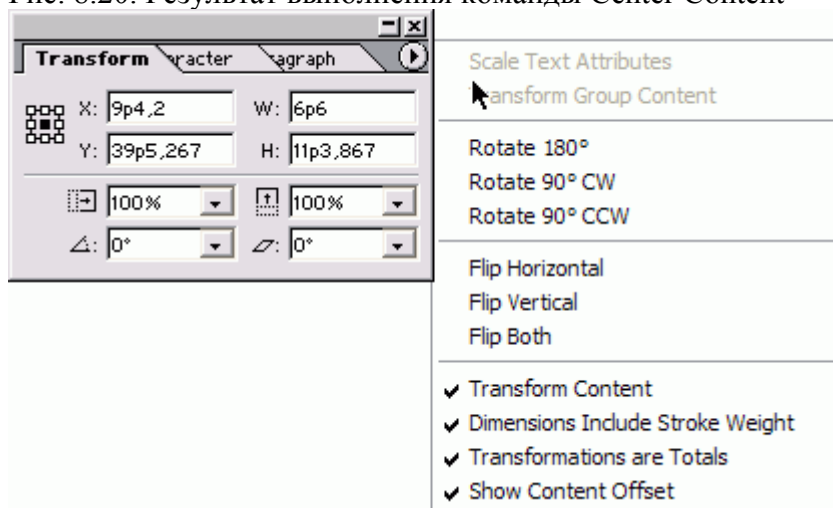 Рис. 8.20. Результат выполнения команды Center Content
Transform racter agraph
X: 9p4,2 W: 6p6
Y: 39p5,267 H: 11p3,867
100% 100%
0° 0°
Scale Text Attributes
ansform Group Content
Rotate 180°
Rotate 90° CW
Rotate 90° CCW
Flip Horizontal
Flip Vertical
Flip Both
Transform Content
Dimensions Include Stroke Weight
Transformations are Totals
Show Content Offset